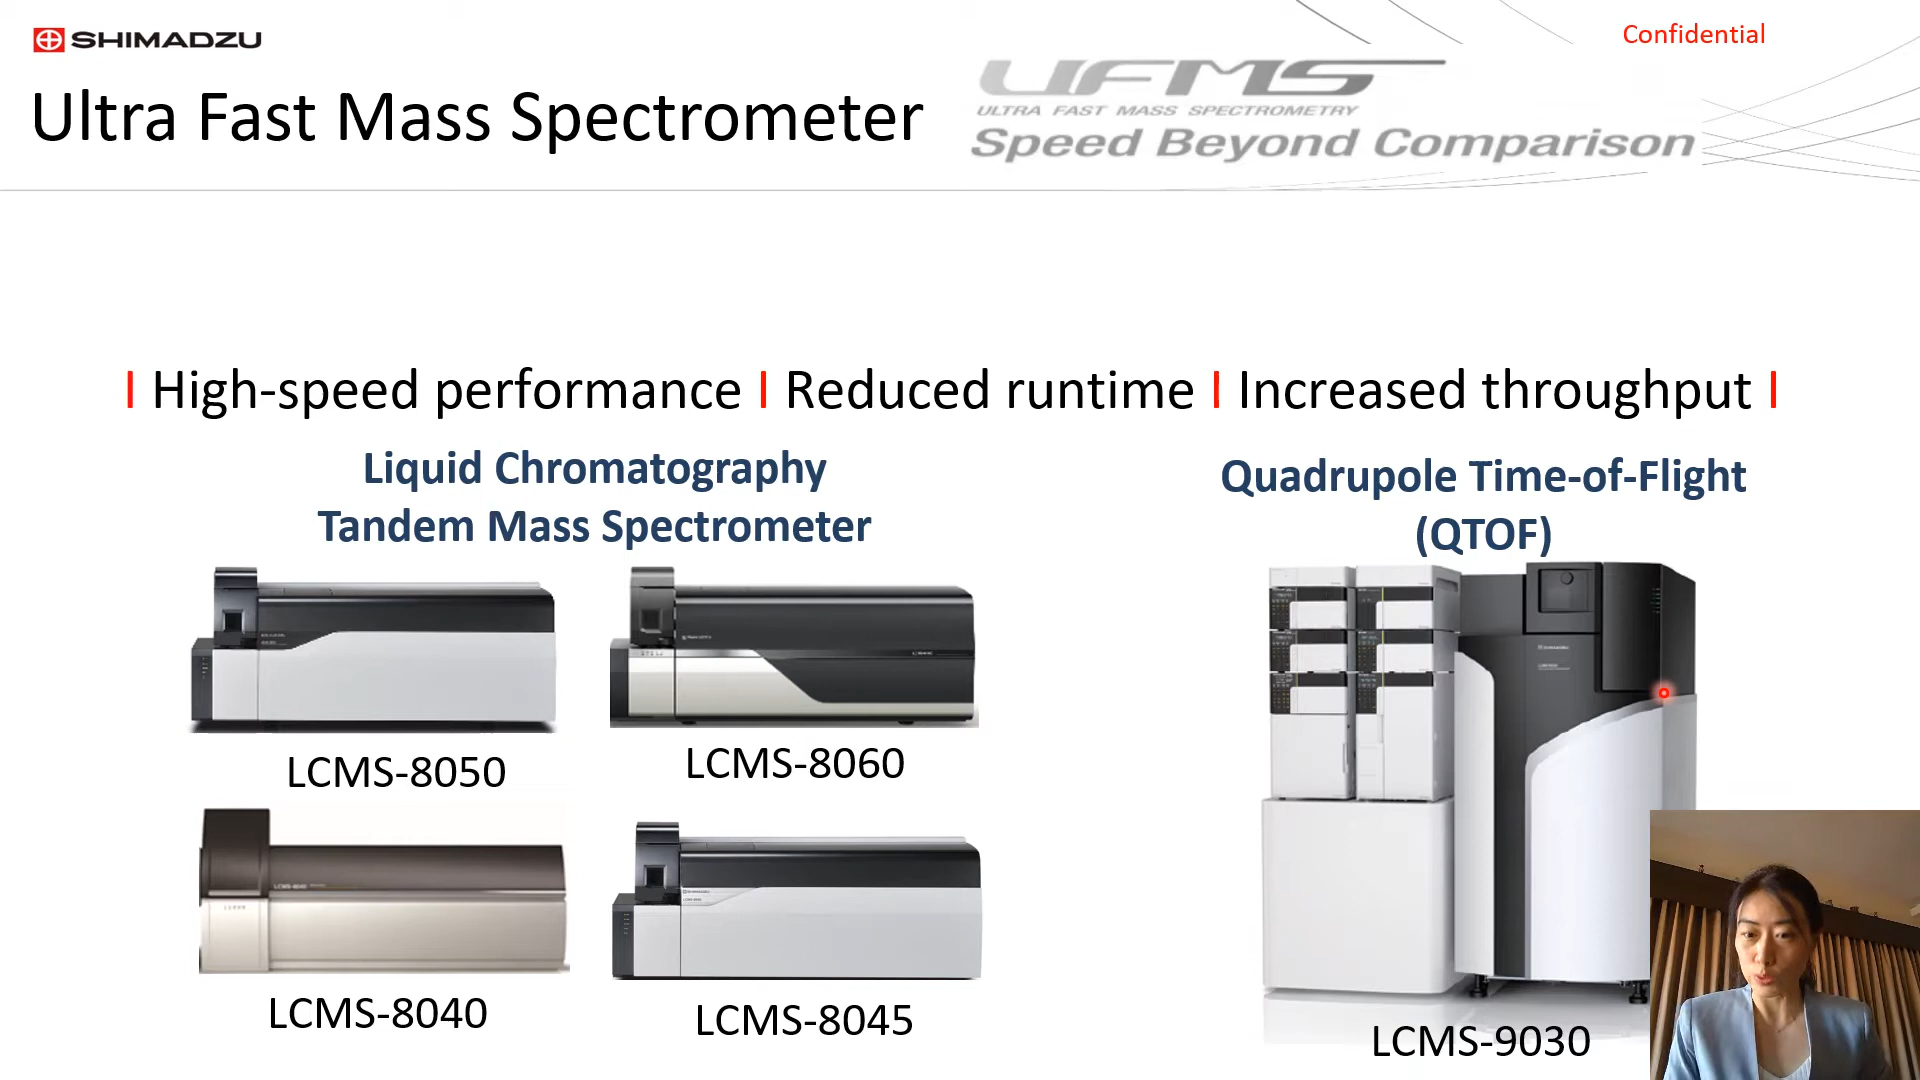 SHIMADZU
Confidential
Ultra Fast Mass Spectrometer
UFMS
ULTRA FAST MASS SPECTROMETRY
Speed Beyond Comparison
I High-speed performance I Reduced runtime I Increased throughput I
Liquid Chromatography
Tandem Mass Spectrometer
Quadrupole Time-of-Flight
(QTOF)
LCMS-8050
LCMS-8060
LCMS-8040
LCMS-8045
SHIMADZU
LCMS-9030